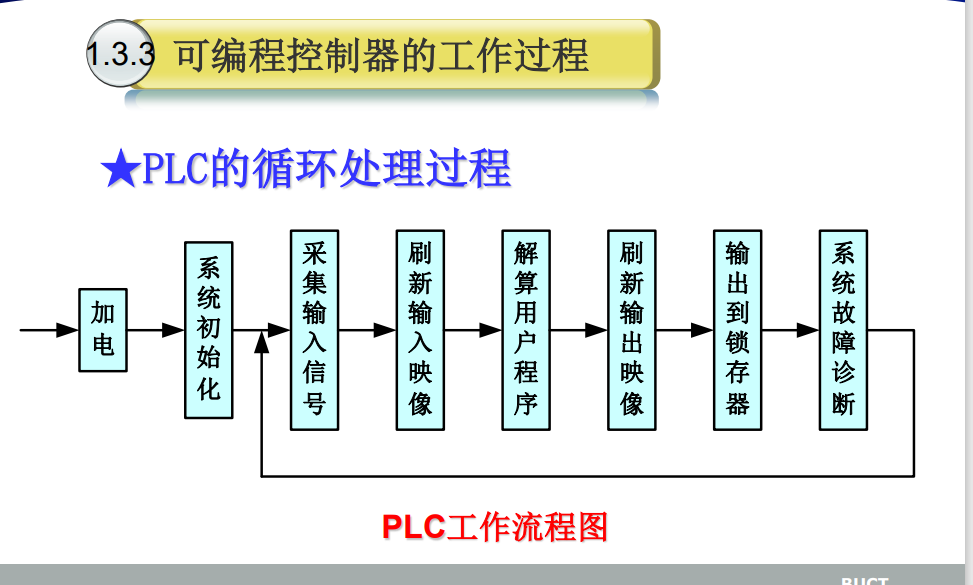 1.3.3 可编程控制器的工作过程
★PLC的循环处理过程
加电
系统初始化
采集输入信号
刷新输入映像
解算用户程序
刷新输出映像
输出到锁存器
系统故障诊断
PLC工作流程图
BUCT